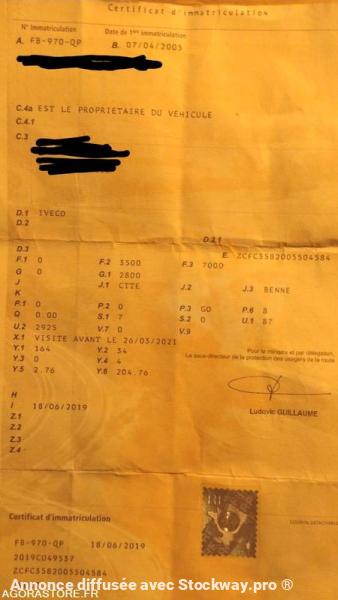 Certificat d'immatriculation
N° Immatriculation Date de 1ère immatriculation
A. FB-970-QP B. 07/04/2005
C.4a EST LE PROPRIETAIRE DU VEHICULE
C.4.1
C.3
D.1 IVECO
D.2
D.2.1
D.3 E. ZCFC3582005504584
F.1 0 F.2 3500 F.3 7000
G 0 G.1 2800
J J.1 CTTE J.2 J.3 BENNE
K
P.1 0 P.2 0 P.3 GO P.6 8
Q 0.00 S.1 7 S.2 0 U.1 87
U.2 2925 V.7 0 V.9
X.1 VISITE AVANT LE 26/03/2021
Y.1 164 Y.2 34
Y.3 0 Y.4 4
Y.5 2.76 Y.6 204.76
Pour le ministre et par délégation,
La sous-directeur de la protection des usagers de la route
H
I 18/06/2019
Ludovic GUILLAUME
Z.1
Z.2
Z.3
Z.4
Certificat d'immatriculation
COUPON DETACHABLE
FB-970-QP 18/06/2019
2019CU49537
ZCFC3582005504584
Annonce diffusée avec Stockway.pro ®
AGORASTORE.FR